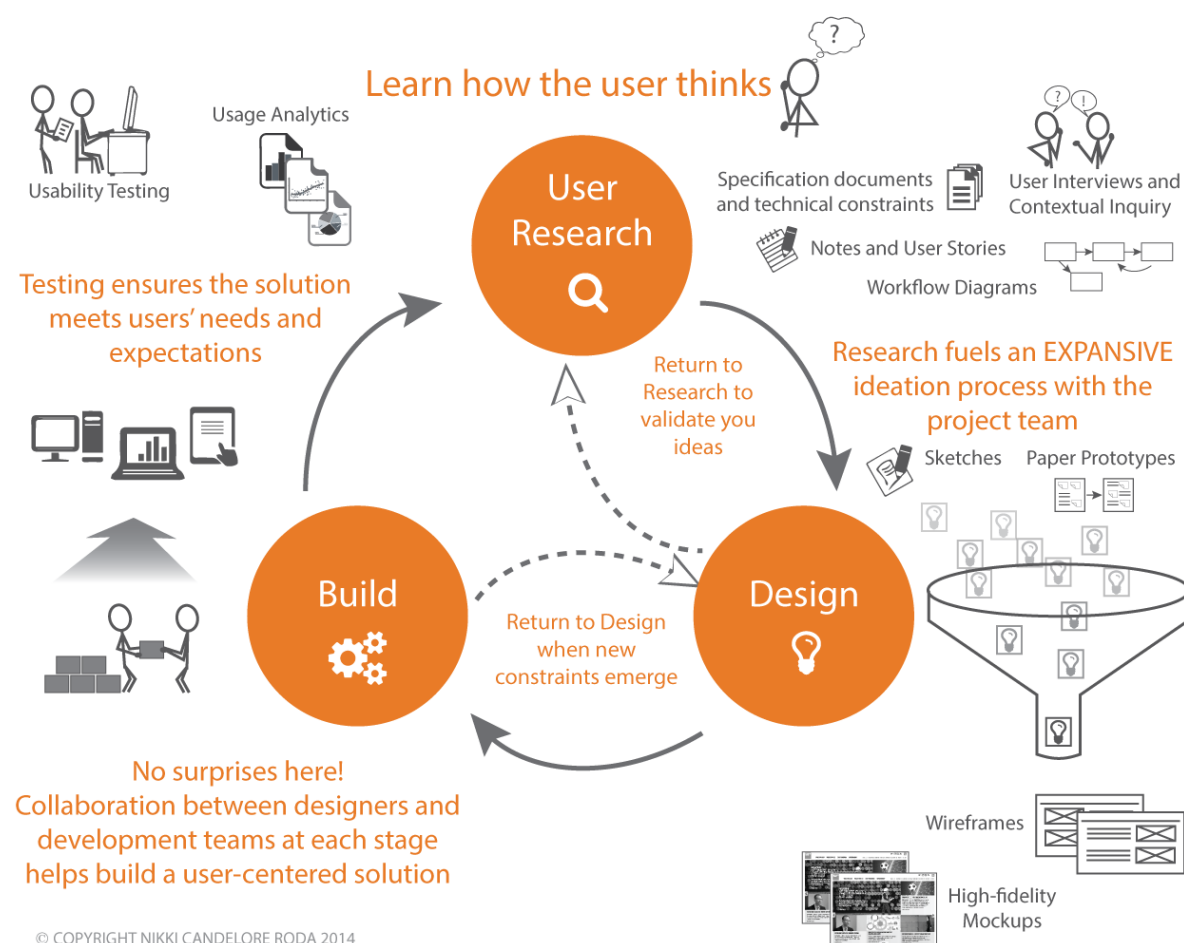 ?
Learn how the user thinks
Usage Analytics
Usability Testing
User
Research
? !
Specification documents
and technical constraints
User Interviews and
Contextual Inquiry
Notes and User Stories
Workflow Diagrams
Testing ensures the solution
meets users' needs and
expectations
Return to
Research to
validate you
ideas
Research fuels an EXPANSIVE
ideation process with the
project team
Sketches
Paper Prototypes
Build
Design
Return to Design
when new
constraints emerge
No surprises here!
Collaboration between designers and
development teams at each stage
helps build a user-centered solution
Wireframes
High-fidelity
Mockups
© COPYRIGHT NIKKI CANDELORE RODA 2014